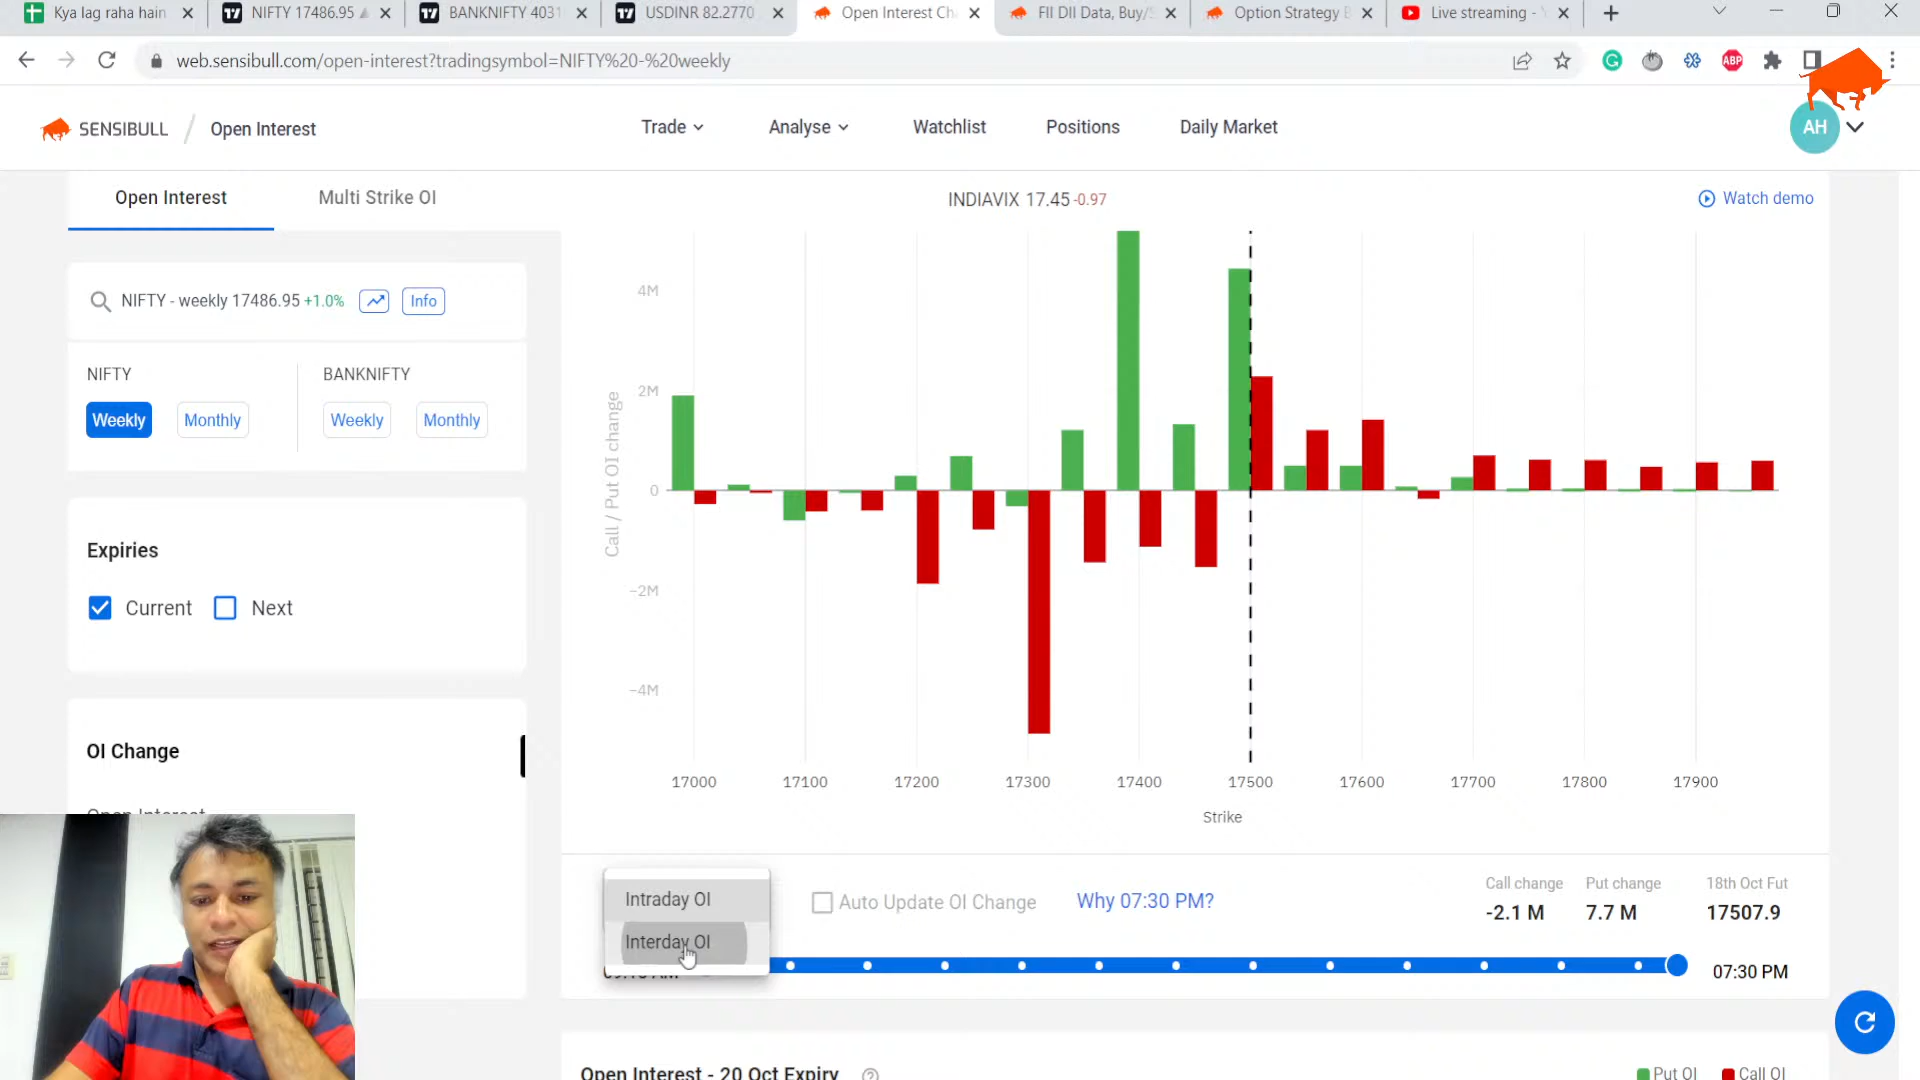 Kya lag raha hain
NIFTY 17486.95
BANKNIFTY 4031
USDINR 82.2770
Open Interest Ch
FII DII Data, Buy/S
Option Strategy B
Live streaming - Y
web.sensibull.com/open-interest?tradingsymbol=NIFTY%20-%20weekly
ABP
SENSIBULL / Open Interest
Trade
Analyse
Watchlist
Positions
Daily Market
AH
Open Interest
Multi Strike OI
INDIAVIX 17.45 -0.97
Watch demo
NIFTY - weekly 17486.95 +1.0%
Info
NIFTY
BANKNIFTY
Weekly
Monthly
Weekly
Monthly
Expiries
Current
Next
OI Change
Open Interest
Call / Put OI change
4M
2M
0
−2M
−4M
17000
17100
17200
17300
17400
17500
17600
17700
17800
17900
Strike
Intraday OI
Interday OI
Auto Update OI Change
Why 07:30 PM?
Call change
-2.1 M
Put change
7.7 M
18th Oct Fut
17507.9
07:30 PM
Open Interest - 20 Oct Expiry
Put OI
Call OI